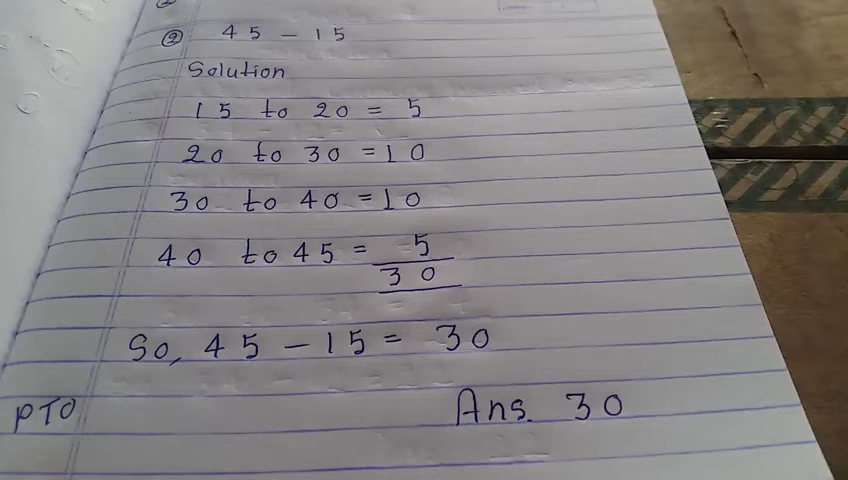 ② 45 - 15
Solution
15 to 20 = 5
20 to 30 = 10
30 to 40 = 10
40 to 45 = 5
30
So, 45 - 15 = 30
Ans. 30
PTO